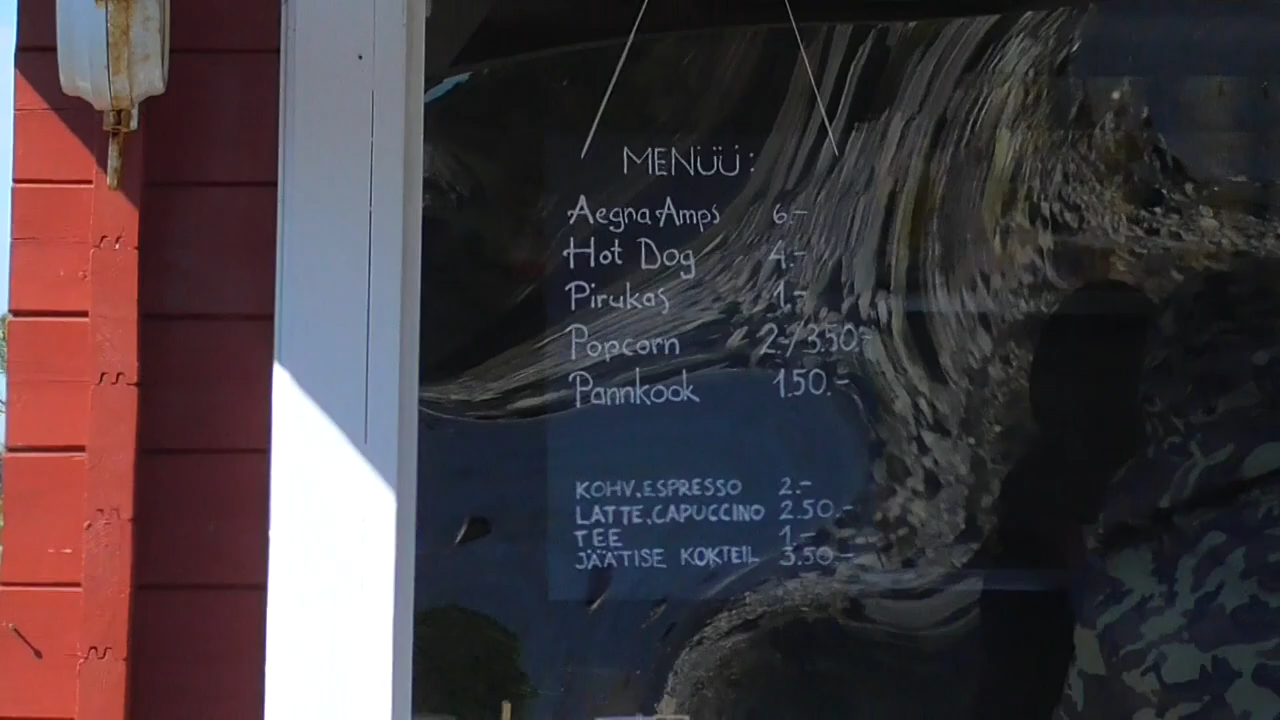 MENÜÜ:
Aegna Amps 6.-
Hot Dog 4.-
Pirukas 1.-
Popcorn 2.-/3.50.-
Pannkook 1.50.-
KOHV, ESPRESSO 2.-
LATTE, CAPUCCINO 2.50.-
TEE 1.-
JÄÄTISE KOKTEIL 3.50.-